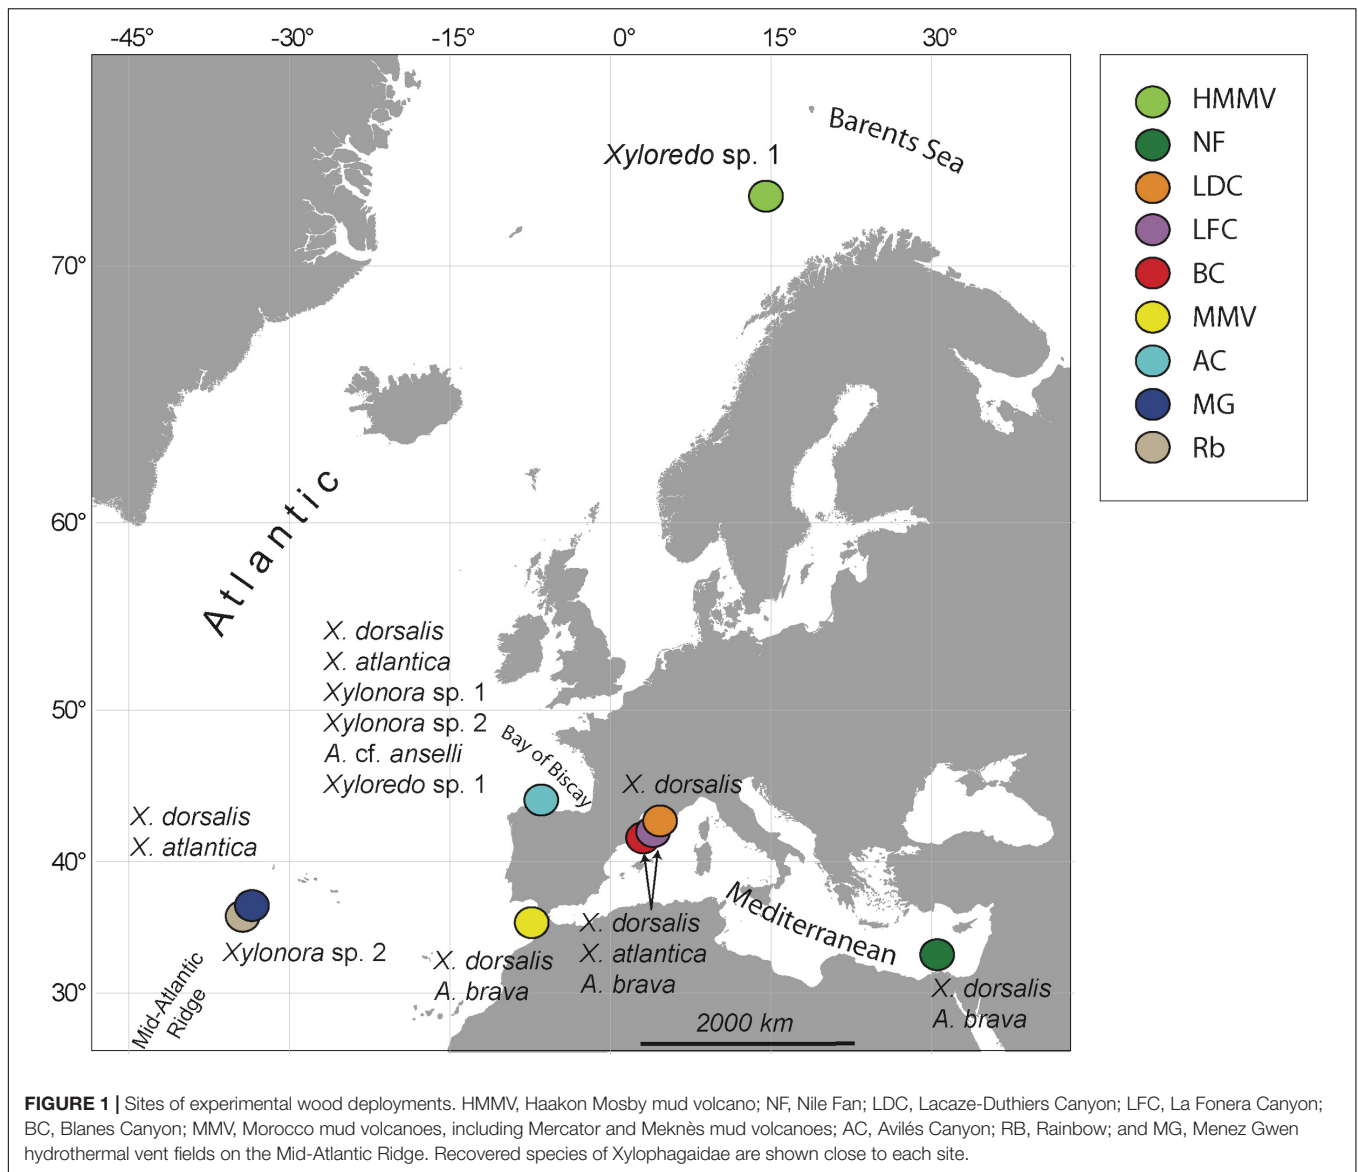 -45° -30° -15° 0° 15° 30°
70°
60°
50°
40°
30°
Barents Sea
Xyloredo sp. 1
Atlantic
X. dorsalis
X. atlantica
Xylonora sp. 1
Xylonora sp. 2
A. cf. anselli
Xyloredo sp. 1
Bay of Biscay
X. dorsalis
X. dorsalis
X. atlantica
Xylonora sp. 2
Mid-Atlantic
Ridge
X. dorsalis
A. brava
X. dorsalis
X. atlantica
A. brava
Mediterranean
X. dorsalis
A. brava
2000 km
HMMV
NF
LDC
LFC
BC
MMV
AC
MG
Rb
FIGURE 1 | Sites of experimental wood deployments. HMMV, Haakon Mosby mud volcano; NF, Nile Fan; LDC, Lacaze-Duthiers Canyon; LFC, La Fonera Canyon;
BC, Blanes Canyon; MMV, Morocco mud volcanoes, including Mercator and Meknès mud volcanoes; AC, Avilés Canyon; RB, Rainbow; and MG, Menez Gwen
hydrothermal vent fields on the Mid-Atlantic Ridge. Recovered species of Xylophagaidae are shown close to each site.